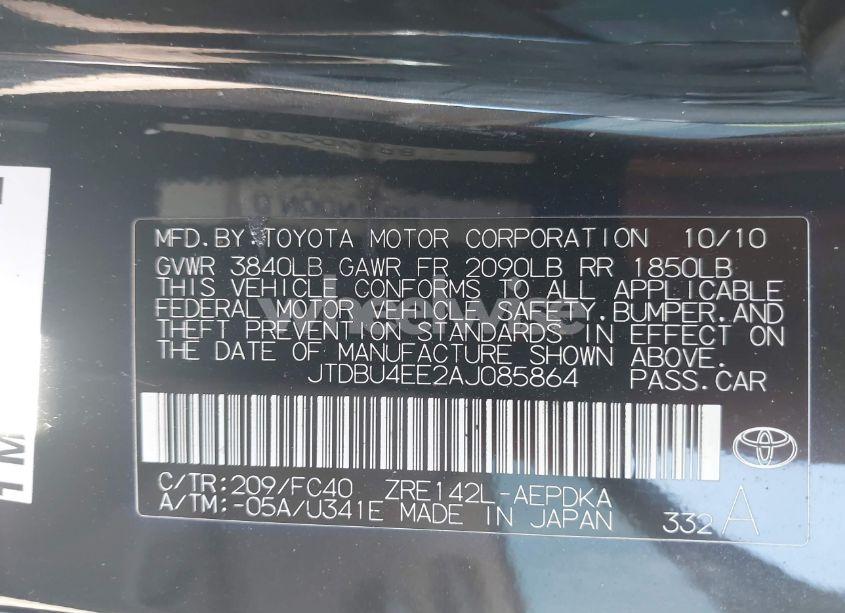 MFD.BY:TOYOTA MOTOR CORPORATION 10/10
GVWR 3840LB GAWR FR 2090LB RR 1850LB
THIS VEHICLE CONFORMS TO ALL APPLICABLE
FEDERAL MOTOR VEHICLE SAFETY.BUMPER.AND
THEFT PREVENTION STANDARDS IN EFFECT ON
THE DATE OF MANUFACTURE SHOWN ABOVE.
JTDBU4EE2AJ085864 PASS.CAR
C/TR:209/FC40 ZRE142L-AEPDKA
A/TM:-05A/U341E MADE IN JAPAN 332 A